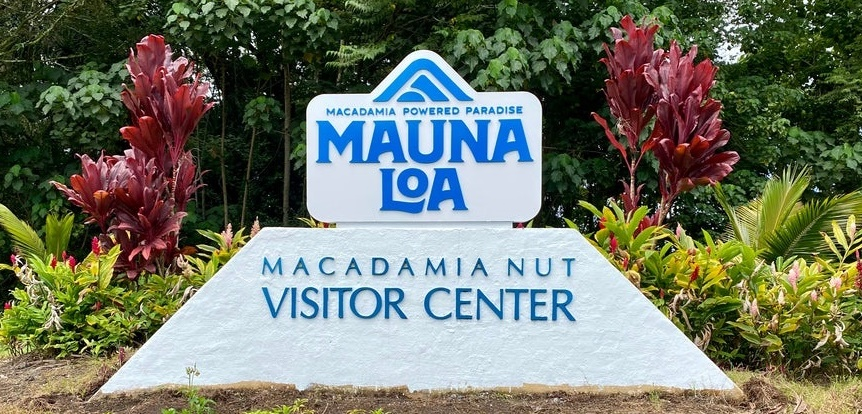 MACADAMIA POWERED PARADISE
MAUNA
LOA
MACADAMIA NUT
VISITOR CENTER